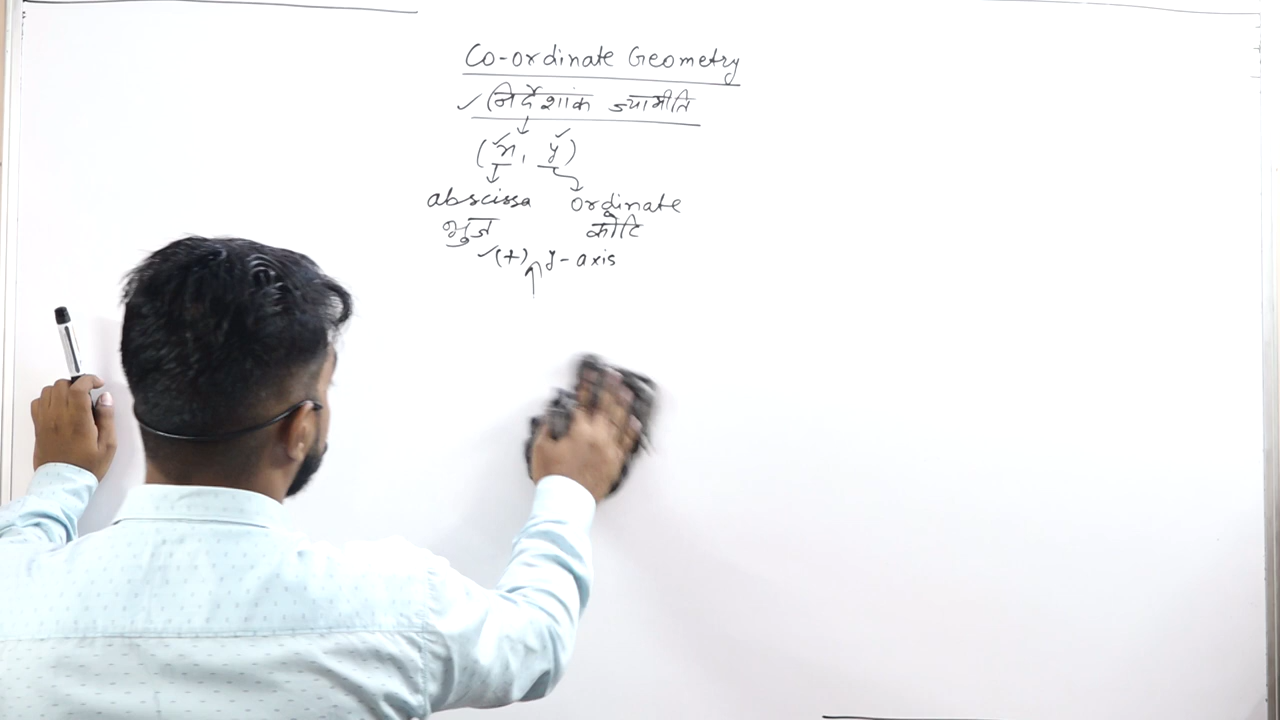 Co-ordinate Geometry
✓ निर्देशांक ज्यामीति
(x, y)
abscissa ordinate
भुज कोटि
✓(+) y-axis